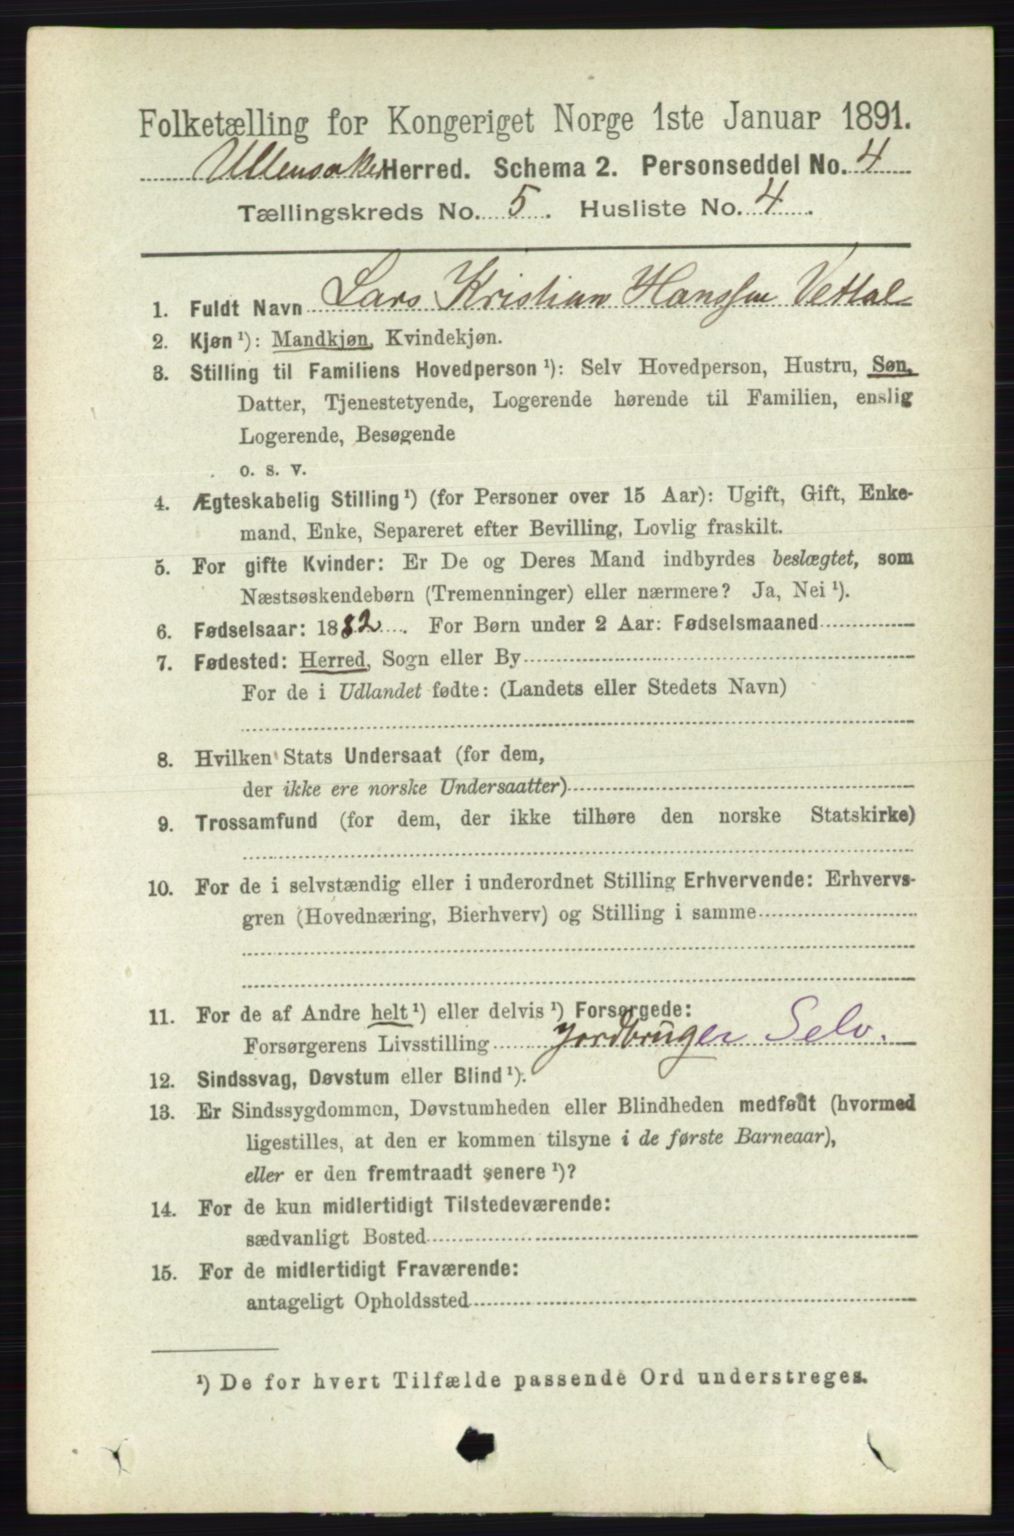 Folketælling for Kongeriget Norge 1ste Januar 1891.
Ullensaker Herred. Schema 2. Personseddel No. 4
Tællingskreds No. 5. Husliste No. 4.
1. Fuldt Navn Lars Kristian Hanssen Vettal
2. Kjøn ¹): Mandkjøn, Kvindekjøn.
3. Stilling til Familiens Hovedperson ¹): Selv Hovedperson, Hustru, Søn,
Datter, Tjenestetyende, Logerende hørende til Familien, enslig
Logerende, Besøgende
o. s. v.
4. Ægteskabelig Stilling ¹) (for Personer over 15 Aar): Ugift, Gift, Enke-
mand, Enke, Separeret efter Bevilling, Lovlig fraskilt.
5. For gifte Kvinder: Er De og Deres Mand indbyrdes beslægtet, som
Næstsøskendebørn (Tremenninger) eller nærmere? Ja, Nei ¹).
6. Fødselsaar: 1882. For Børn under 2 Aar: Fødselsmaaned
7. Fødested: Herred, Sogn eller By
For de i Udlandet fødte: (Landets eller Stedets Navn)
8. Hvilken Stats Undersaat (for dem,
der ikke ere norske Undersaatter)
9. Trossamfund (for dem, der ikke tilhøre den norske Statskirke)
10. For de i selvstændig eller i underordnet Stilling Erhvervende: Erhvervs-
gren (Hovednæring, Bierhverv) og Stilling i samme
11. For de af Andre helt ¹) eller delvis ¹) Forsørgede:
Forsørgerens Livsstilling Jordbruger Selv.
12. Sindssvag, Døvstum eller Blind ¹).
13. Er Sindssygdommen, Døvstumheden eller Blindheden medfødt (hvormed
ligestilles, at den er kommen tilsyne i de første Barneaar),
eller er den fremtraadt senere ¹)?
14. For de kun midlertidigt Tilstedeværende:
sædvanligt Bosted
15. For de midlertidigt Fraværende:
antageligt Opholdssted
¹) De for hvert Tilfælde passende Ord understreges.